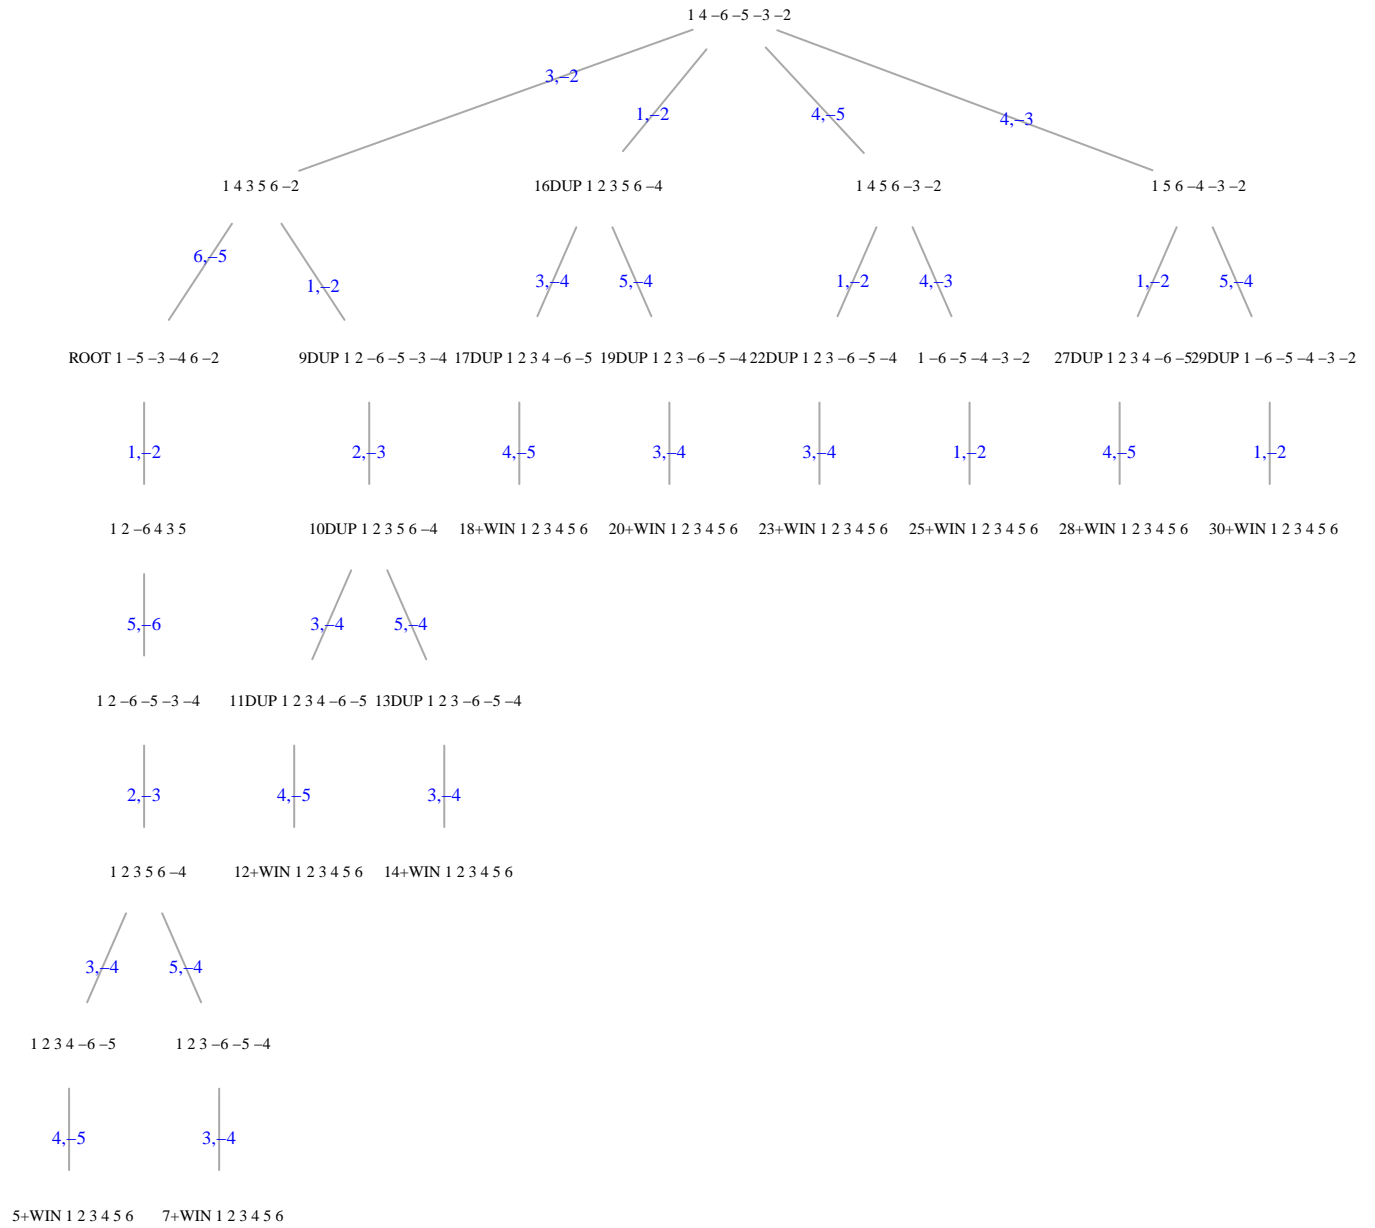 1 4 −6 −5 −3 −2
3,−2
1,−2
4,−5
4,−3
1 4 3 5 6 −2
16DUP 1 2 3 5 6 −4
1 4 5 6 −3 −2
1 5 6 −4 −3 −2
6,−5
1,−2
3,−4
5,−4
1,−2
4,−3
1,−2
5,−4
ROOT 1 −5 −3 −4 6 −2
9DUP 1 2 −6 −5 −3 −4
17DUP 1 2 3 4 −6 −5
19DUP 1 2 3 −6 −5 −4
22DUP 1 2 3 −6 −5 −4
1 −6 −5 −4 −3 −2
27DUP 1 2 3 4 −6 −5
29DUP 1 −6 −5 −4 −3 −2
1,−2
2,−3
4,−5
3,−4
3,−4
1,−2
4,−5
1,−2
1 2 −6 4 3 5
10DUP 1 2 3 5 6 −4
18+WIN 1 2 3 4 5 6
20+WIN 1 2 3 4 5 6
23+WIN 1 2 3 4 5 6
25+WIN 1 2 3 4 5 6
28+WIN 1 2 3 4 5 6
30+WIN 1 2 3 4 5 6
5,−6
3,−4
5,−4
1 2 −6 −5 −3 −4
11DUP 1 2 3 4 −6 −5
13DUP 1 2 3 −6 −5 −4
2,−3
4,−5
3,−4
1 2 3 5 6 −4
12+WIN 1 2 3 4 5 6
14+WIN 1 2 3 4 5 6
3,−4
5,−4
1 2 3 4 −6 −5
1 2 3 −6 −5 −4
4,−5
3,−4
5+WIN 1 2 3 4 5 6
7+WIN 1 2 3 4 5 6